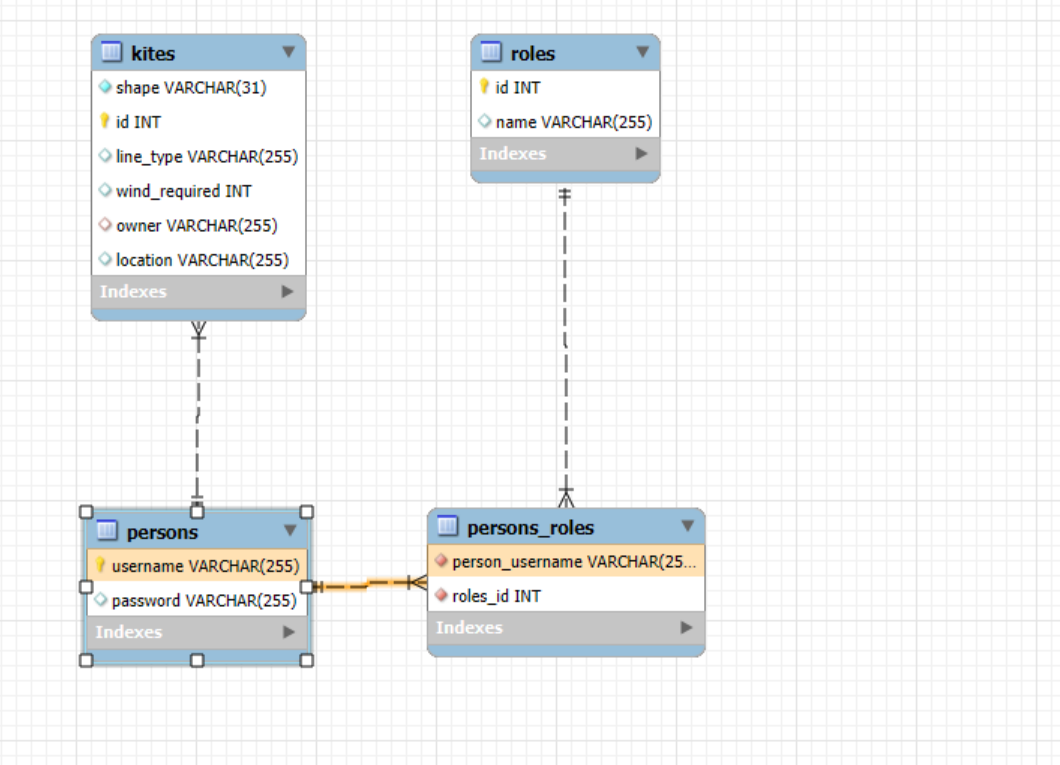 kites
shape VARCHAR(31)
id INT
line_type VARCHAR(255)
wind_required INT
owner VARCHAR(255)
location VARCHAR(255)
Indexes
roles
id INT
name VARCHAR(255)
Indexes
persons
username VARCHAR(255)
password VARCHAR(255)
Indexes
persons_roles
person_username VARCHAR(25...
roles_id INT
Indexes